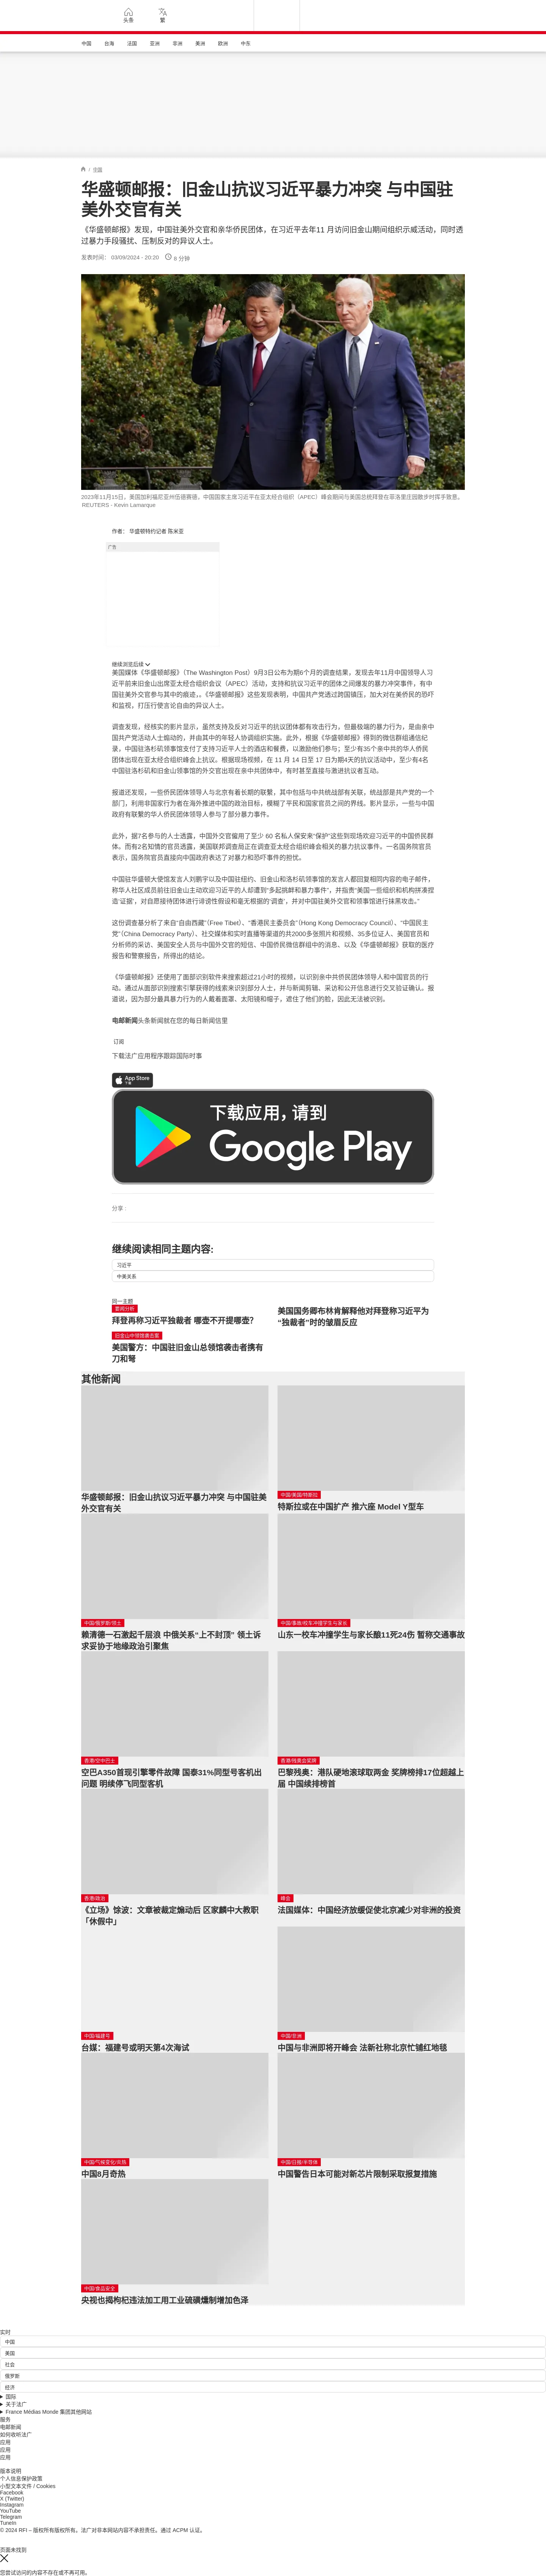 头条
繁
中国
台海
法国
亚洲
非洲
美洲
欧洲
中东
/ 中国
华盛顿邮报：旧金山抗议习近平暴力冲突 与中国驻
美外交官有关
《华盛顿邮报》发现，中国驻美外交官和亲华侨民团体，在习近平去年11 月访问旧金山期间组织示威活动，同时透
过暴力手段骚扰、压制反对的异议人士。
发表时间： 03/09/2024 - 20:20
6 分钟
2023年11月15日，美国加利福尼亚州伍德赛德，中国国家主席习近平在亚太经合组织（APEC）峰会期间与美国总统拜登在菲洛里庄园散步时挥手致意。
REUTERS - Kevin Lamarque
作者： 华盛顿特约记者 陈米亚
广告
继续浏览后续
美国媒体《华盛顿邮报》（The Washington Post）9月3日公布为期6个月的调查结果，发现去年11月中国领导人习
近平前来旧金山出席亚太经合组织会议（APEC）活动，支持和抗议习近平的团体之间爆发的暴力冲突事件，有中
国驻美外交官参与其中的痕迹。《华盛顿邮报》这些发现表明，中国共产党透过跨国镇压，加大对在美侨民的恐吓
和监视，打压行使言论自由的异议人士。
调查发现，经核实的影片显示，虽然支持及反对习近平的抗议团体都有攻击行为，但最极端的暴力行为，是由亲中
国共产党活动人士煽动的，并由其中的年轻人协调组织实施。此外，根据《华盛顿邮报》得到的微信群组通信纪
录，中国驻洛杉矶领事馆支付了支持习近平人士的酒店和餐费，以激励他们参与；至少有35个亲中共的华人侨民
团体出现在亚太经合组织峰会上抗议。根据现场视频，在 11 月 14 日至 17 日为期4天的抗议活动中，至少有4名
中国驻洛杉矶和旧金山领事馆的外交官出现在亲中共团体中，有时甚至直接与激进抗议者互动。
报道还发现，一些侨民团体领导人与北京有着长期的联繫，其中包括与中共统战部有关联，统战部是共产党的一个
部门，利用非国家行为者在海外推进中国的政治目标，模糊了平民和国家官员之间的界线。影片显示，一些与中国
政府有联繫的华人侨民团体领导人参与了部分暴力事件。
此外，据7名参与的人士透露，中国外交官僱用了至少 60 名私人保安来“保护”这些到现场欢迎习近平的中国侨民群
体。而有2名知情的官员透露，美国联邦调查局正在调查亚太经合组织峰会相关的暴力抗议事件。一名国务院官员
表示，国务院官员直接向中国政府表达了对暴力和恐吓事件的担忧。
中国驻华盛顿大使馆发言人刘鹏宇以及中国驻纽约、旧金山和洛杉矶领事馆的发言人都回复相同内容的电子邮件，
称华人社区成员前往旧金山主动欢迎习近平的人却遭到“多起挑衅和暴力事件”，并指责“美国一些组织和机构拼凑捏
造‘证据’，对自愿接待团体进行诽谤性假设和毫无根据的‘调查’，并对中国驻美外交官和领事馆进行抹黑攻击。”
这份调查基分析了来自“自由西藏”（Free Tibet）、“香港民主委员会”（Hong Kong Democracy Council）、“中国民主
党”（China Democracy Party）、社交媒体和实时直播等渠道的共2000多张照片和视频、35多位证人、美国官员和
分析师的采访、美国安全人员与中国外交官的短信、中国侨民微信群组中的消息，以及《华盛顿邮报》获取的医疗
报告和警察报告，所得出的结论。
《华盛顿邮报》还使用了面部识别软件来搜索超过21小时的视频，以识别亲中共侨民团体领导人和中国官员的行
动。通过从面部识别搜索引擎获得的线索来识别部分人士，并与新闻剪辑、采访和公开信息进行交叉验证确认。报
道说，因为部分最具暴力行为的人戴着面罩、太阳镜和帽子，遮住了他们的脸，因此无法被识别。
电邮新闻头条新闻就在您的每日新闻信里
订阅
下载法广应用程序跟踪国际时事
App Store
下载
下载应用，请到
Google Play
分享 :
继续阅读相同主题内容:
习近平
中美关系
同一主题
要闻分析
拜登再称习近平独裁者 哪壶不开提哪壶？
美国国务卿布林肯解释他对拜登称习近平为
“独裁者”时的皱眉反应
旧金山中领馆袭击案
美国警方：中国驻旧金山总领馆袭击者携有
刀和弩
其他新闻
华盛顿邮报：旧金山抗议习近平暴力冲突 与中国驻美
外交官有关
中国/美国/特斯拉
特斯拉或在中国扩产 推六座 Model Y型车
中国/俄罗斯/领土
赖清德一石激起千层浪 中俄关系“上不封顶” 领土诉
求妥协于地缘政治引聚焦
中国/事故/校车冲撞学生与家长
山东一校车冲撞学生与家长酿11死24伤 暂称交通事故
香港/空中巴士
空巴A350首现引擎零件故障 国泰31%同型号客机出
问题 明续停飞同型客机
香港/残奥会奖牌
巴黎残奥：港队硬地滚球取两金 奖牌榜排17位超越上
届 中国续排榜首
香港/政治
《立场》馀波：文章被裁定煽动后 区家麟中大教职
「休假中」
峰会
法国媒体：中国经济放缓促使北京减少对非洲的投资
中国/福建号
台媒：福建号或明天第4次海试
中国/非洲
中国与非洲即将开峰会 法新社称北京忙铺红地毯
中国/气候变化/炎热
中国8月奇热
中国/日俄/半导体
中国警告日本可能对新芯片限制采取报复措施
中国/食品安全
央视也揭枸杞违法加工用工业硫磺燻制增加色泽
实时
中国
美国
社会
俄罗斯
经济
国际
关于法广
France Médias Monde 集团其他网站
服务
电邮新闻
如何收听法广
应用
应用
应用
版本说明
个人信息保护政策
小型文本文件 / Cookies
Facebook
X (Twitter)
Instagram
YouTube
Telegram
TuneIn
© 2024 RFI – 版权所有版权所有。法广对非本网站内容不承担责任。通过 ACPM 认证。
页面未找到
您尝试访问的内容不存在或不再可用。